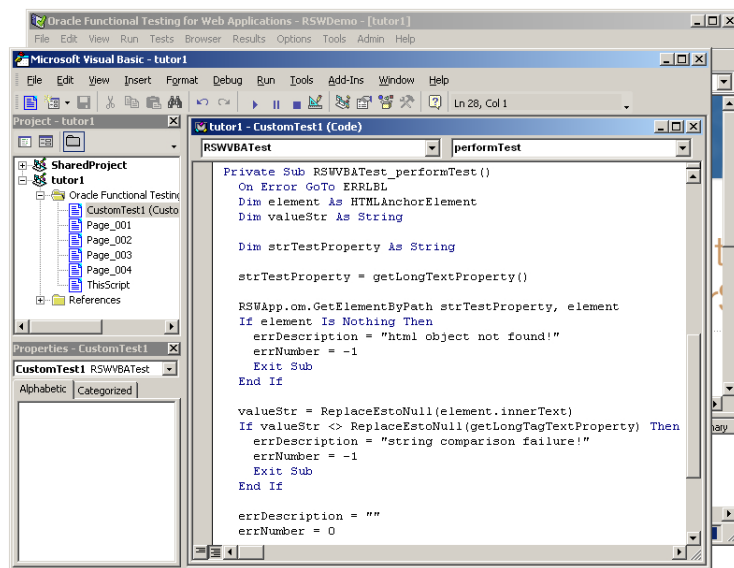 Oracle Functional Testing for Web Applications - RSWDemo - [tutor1]
File Edit View Run Tests Browser Results Options Tools Admin Help
Microsoft Visual Basic - tutor1
File Edit View Insert Format Debug Run Tools Add-Ins Window Help
Ln 28, Col 1
Project - tutor1
SharedProject
tutor1
Oracle Functional Testing
CustomTest1 (Custo
Page_001
Page_002
Page_003
Page_004
ThisScript
References
Properties - CustomTest1
CustomTest1 RSWVBATest
Alphabetic Categorized
tutor1 - CustomTest1 (Code)
RSWVBATest performTest
Private Sub RSWVBATest_performTest()
On Error GoTo ERRLBL
Dim element As HTMLAnchorElement
Dim valueStr As String
Dim strTestProperty As String
strTestProperty = getLongTextProperty()
RSWApp.om.GetElementByPath strTestProperty, element
If element Is Nothing Then
errDescription = "html object not found!"
errNumber = -1
Exit Sub
End If
valueStr = ReplaceEstoNull(element.innerText)
If valueStr <> ReplaceEstoNull(getLongTagTextProperty) Then
errDescription = "string comparison failure!"
errNumber = -1
Exit Sub
End If
errDescription = ""
errNumber = 0